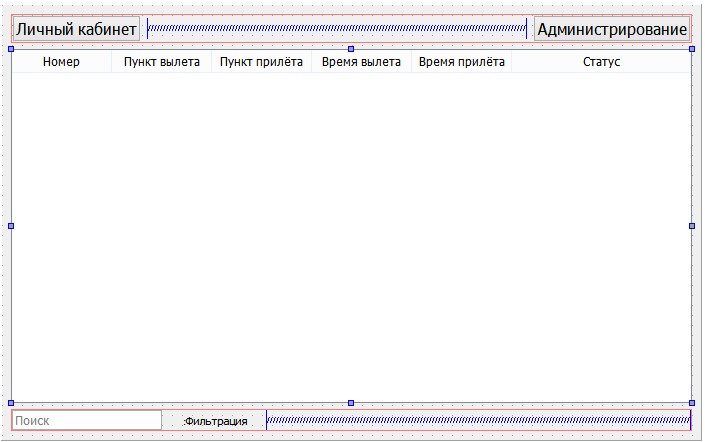 Личный кабинет Администрирование
Номер Пункт вылета Пункт прилёта Время вылета Время прилёта Статус
Поиск Фильтрация